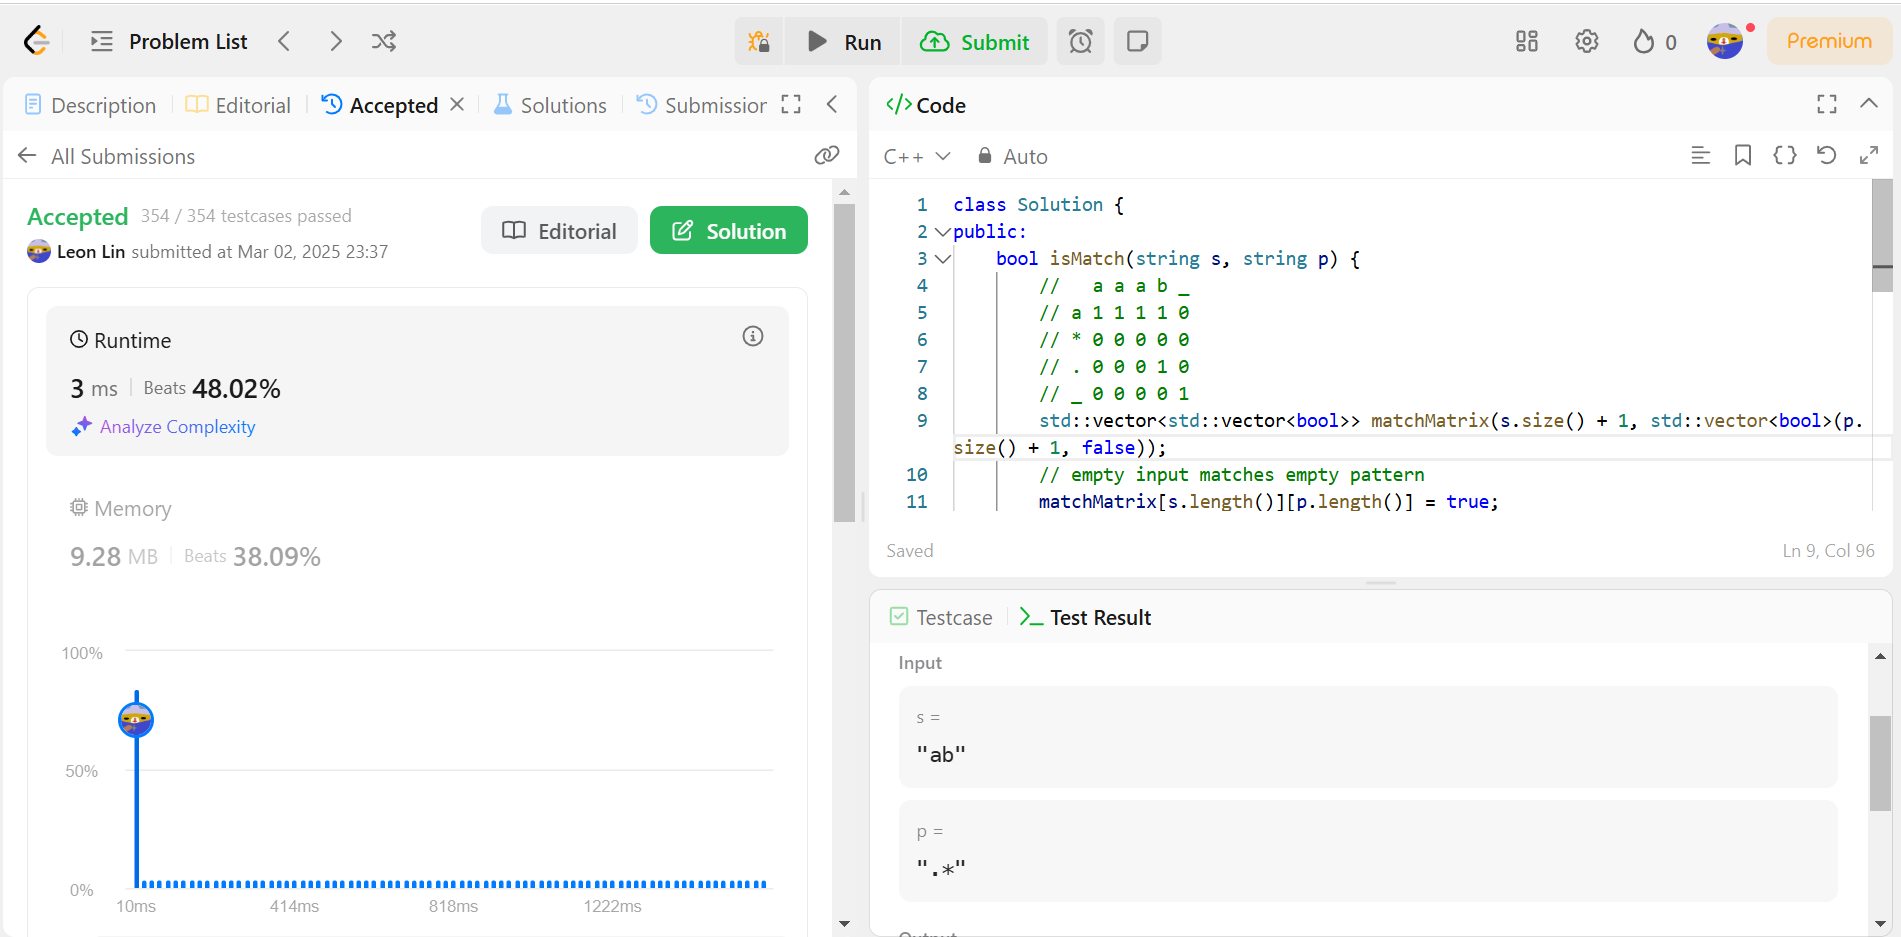 Problem List
Run
Submit
0
Premium
Description
Editorial
Accepted
Solutions
Submission
All Submissions
Accepted 354 / 354 testcases passed
Leon Lin submitted at Mar 02, 2025 23:37
Editorial
Solution
Runtime
3 ms Beats 48.02%
Analyze Complexity
Memory
9.28 MB Beats 38.09%
100%
50%
0%
10ms 414ms 818ms 1222ms
</> Code
C++ Auto
1 class Solution {
2 public:
3 bool isMatch(string s, string p) {
4 //   a a a b _
5 // a 1 1 1 1 0
6 // * 0 0 0 0 0
7 // . 0 0 0 1 0
8 // _ 0 0 0 0 1
9 std::vector<std::vector<bool>> matchMatrix(s.size() + 1, std::vector<bool>(p.
size() + 1, false));
10 // empty input matches empty pattern
11 matchMatrix[s.length()][p.length()] = true;
Saved
Ln 9, Col 96
Testcase
Test Result
Input
s =
"ab"
p =
".*"